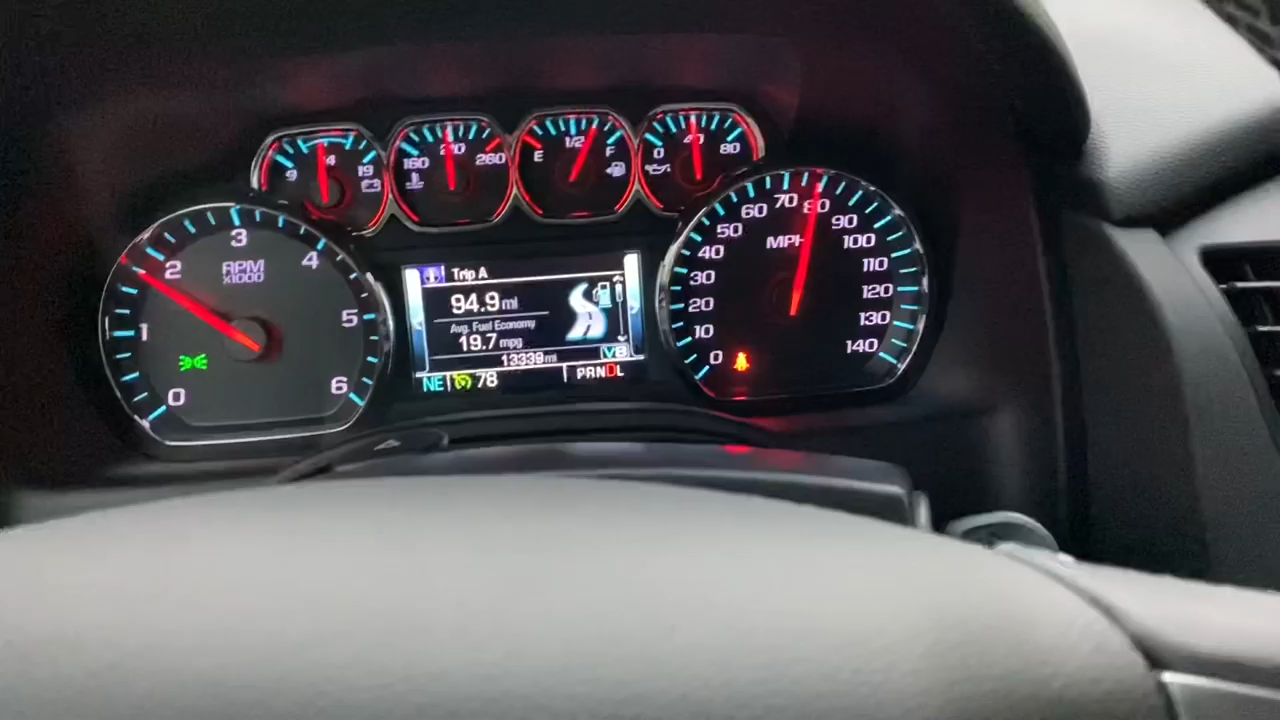 9 14 19
160 210 260
E 1/2 F
0 40 80
0 1 2 3 4 5 6
RPM
X1000
Trip A
94.9 mi
Avg. Fuel Economy
19.7 mpg
13339 mi
V8
NE 78 PRNDL
0 10 20 30 40 50 60 70 80 90 100 110 120 130 140
MPH